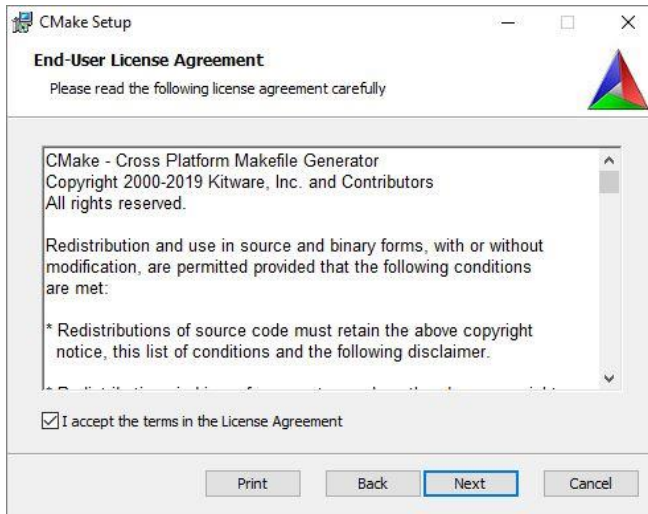 CMake Setup
End-User License Agreement
Please read the following license agreement carefully
CMake - Cross Platform Makefile Generator
Copyright 2000-2019 Kitware, Inc. and Contributors
All rights reserved.
Redistribution and use in source and binary forms, with or without
modification, are permitted provided that the following conditions
are met:
* Redistributions of source code must retain the above copyright
notice, this list of conditions and the following disclaimer.
I accept the terms in the License Agreement
Print Back Next Cancel